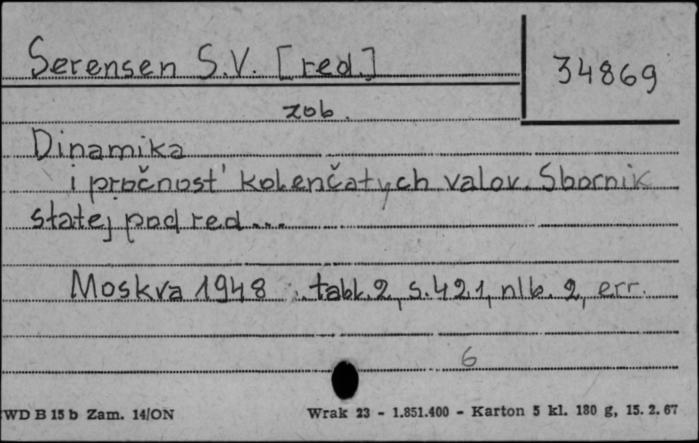 Serensen S.V. [red.]
34869
zob.
Dinamika
i pročnost' kolenčatych valov. Sbornik
statej pod red...
Moskva 1948 tabl. 2, s. 421, nlb. 2, err.
6
WD B 15 b Zam. 14/ON
Wrak 23 - 1.851.400 - Karton 5 kl. 180 g, 15. 2. 67